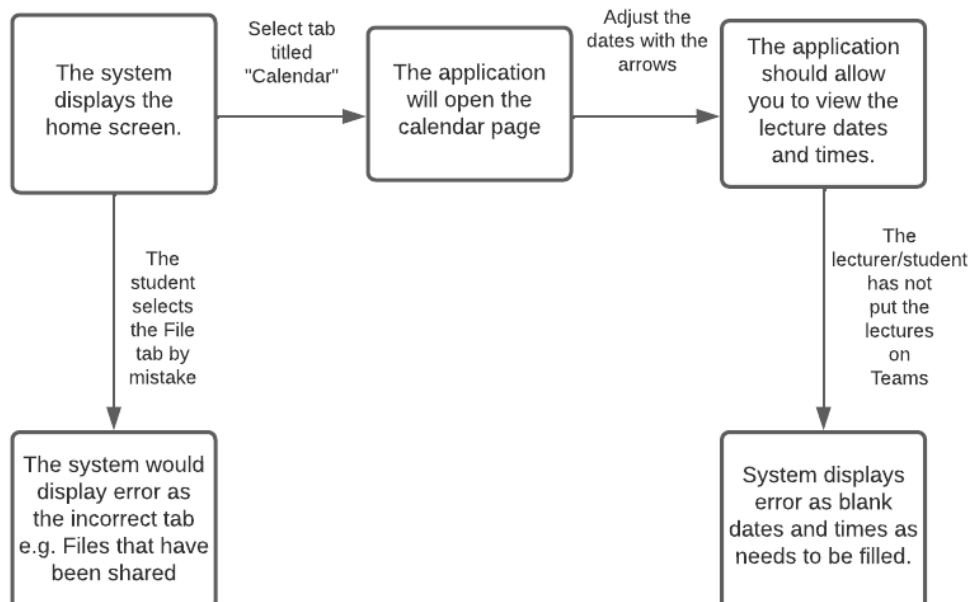 The system
displays the
home screen.
Select tab
titled
"Calendar"
The application
will open the
calendar page
Adjust the
dates with the
arrows
The application
should allow
you to view the
lecture dates
and times.
The
student
selects
the File
tab by
mistake
The
lecturer/student
has not
put the
lectures
on
Teams
The system would
display error as
the incorrect tab
e.g. Files that have
been shared
System displays
error as blank
dates and times as
needs to be filled.